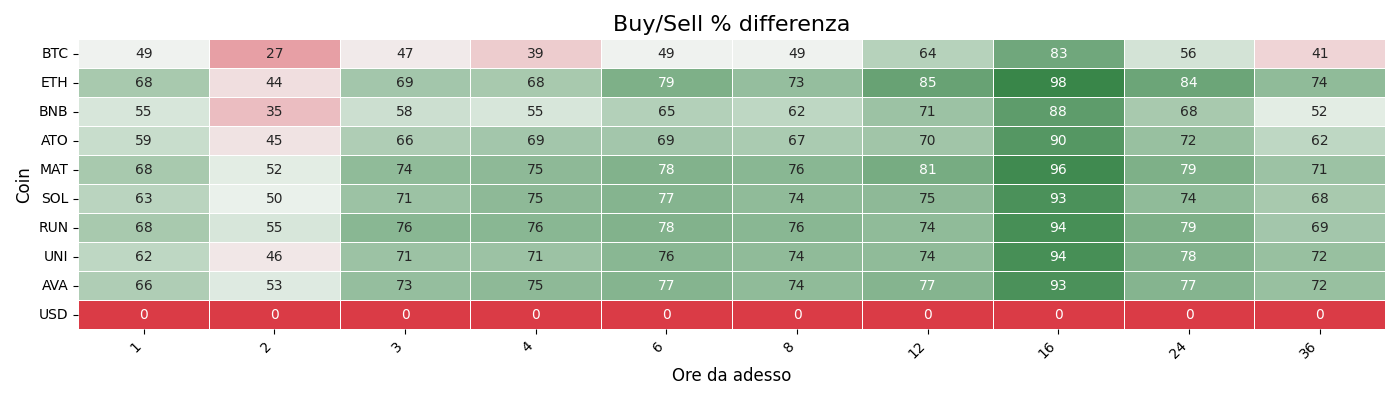 Buy/Sell % differenza
Coin
BTC 49 27 47 39 49 49 64 83 56 41
ETH 68 44 69 68 79 73 85 98 84 74
BNB 55 35 58 55 65 62 71 88 68 52
ATO 59 45 66 69 69 67 70 90 72 62
MAT 68 52 74 75 78 76 81 96 79 71
SOL 63 50 71 75 77 74 75 93 74 68
RUN 68 55 76 76 78 76 74 94 79 69
UNI 62 46 71 71 76 74 74 94 78 72
AVA 66 53 73 75 77 74 77 93 77 72
USD 0 0 0 0 0 0 0 0 0 0
1 2 3 4 6 8 12 16 24 36
Ore da adesso